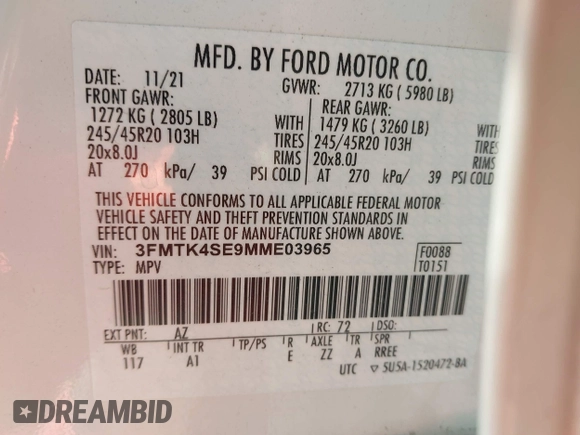 MFD. BY FORD MOTOR CO.
DATE: 11/21 GVWR: 2713 KG ( 5980 LB)
FRONT GAWR: REAR GAWR:
1272 KG ( 2805 LB) WITH 1479 KG ( 3260 LB) WITH
245/45R20 103H TIRES 245/45R20 103H TIRES
20x8.0J RIMS 20x8.0J RIMS
AT 270 kPa/ 39 PSI COLD AT 270 kPa/ 39 PSI COLD
THIS VEHICLE CONFORMS TO ALL APPLICABLE FEDERAL MOTOR
VEHICLE SAFETY AND THEFT PREVENTION STANDARDS IN
EFFECT ON THE DATE OF MANUFACTURE SHOWN ABOVE.
VIN: 3FMTK4SE9MME03965 F0088
TYPE: MPV T0151
EXT PNT: AZ RC: 72 DSO:
WB INT TR TP/PS R AXLE TR SPR
117 A1 E ZZ A RREE
UTC ▽ 5U5A-1520472-BA
DREAMBID